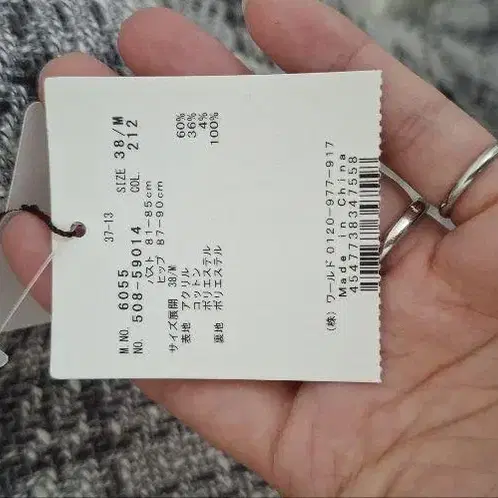 37-13
M.NO. 6055 SIZE 38/M
NO. 508-59014 COL. 212
バスト 81-85cm
ヒップ 87-90cm
サイズ展開 38/M
表地 アクリル 60%
コットン 36%
ポリエステル 4%
裏地 ポリエステル 100%
(株) ワールド 0120-977-917
Made in China
4547738347558